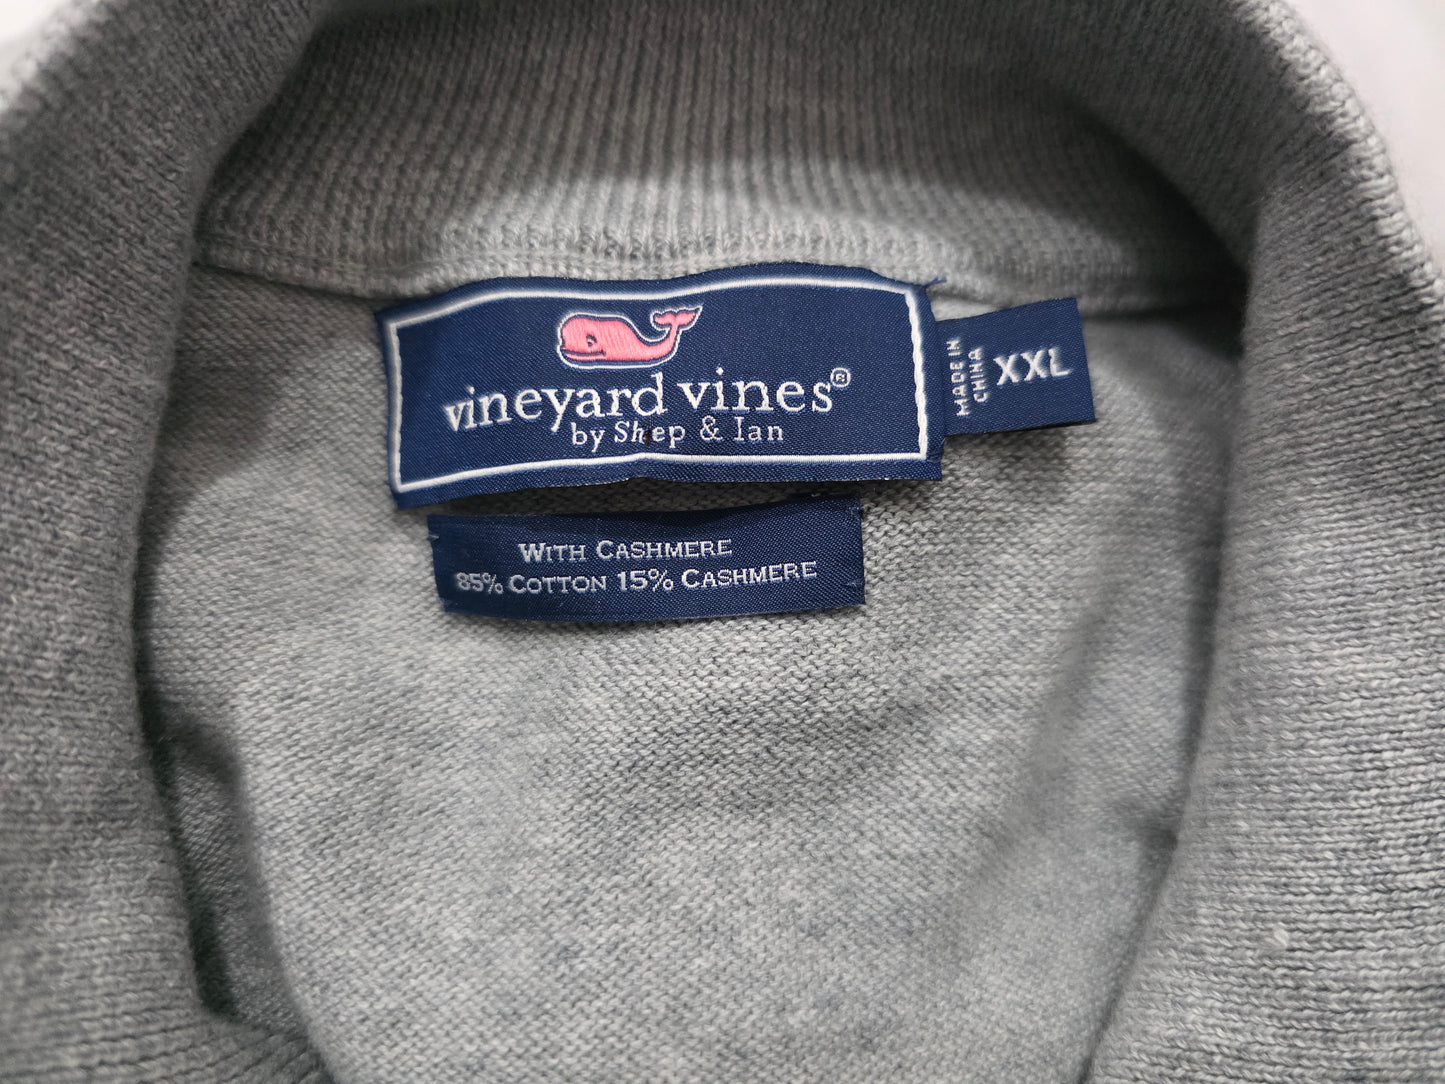 vineyard vines®
by Shep & Ian
MADE IN
CHINA
XXL
WITH CASHMERE
85% COTTON 15% CASHMERE